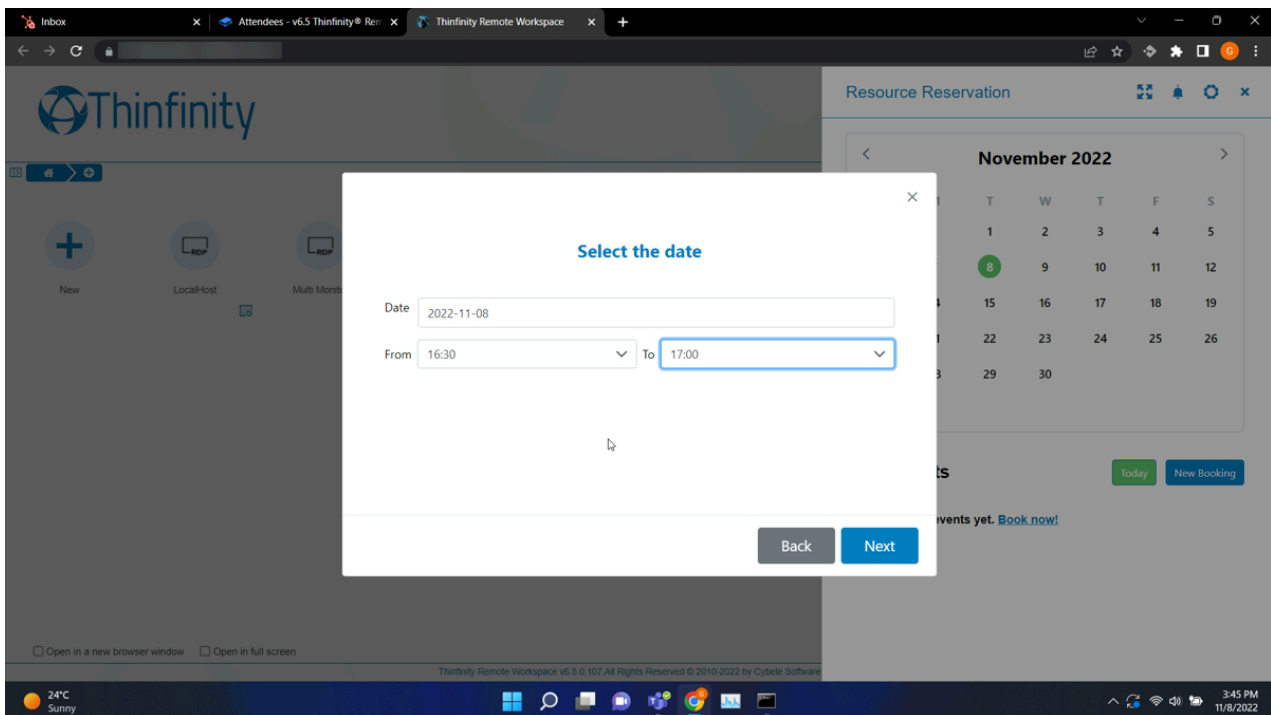 Inbox
Attendees - v6.5 Thinfinity® Rem
Thinfinity Remote Workspace
G
Thinfinity
Resource Reservation
November 2022
T W T F S
1 2 3 4 5
8 9 10 11 12
15 16 17 18 19
22 23 24 25 26
29 30
RDP
RDP
New
LocalHost
Multi Monit
Select the date
Date 2022-11-08
From 16:30 To 17:00
Back
Next
ts
Today
New Booking
events yet. Book now!
Open in a new browser window
Open in full screen
Thinfinity Remote Workspace v6.5.0.107 All Rights Reserved © 2010-2022 by Cybele Software
24°C
Sunny
3:45 PM
11/8/2022